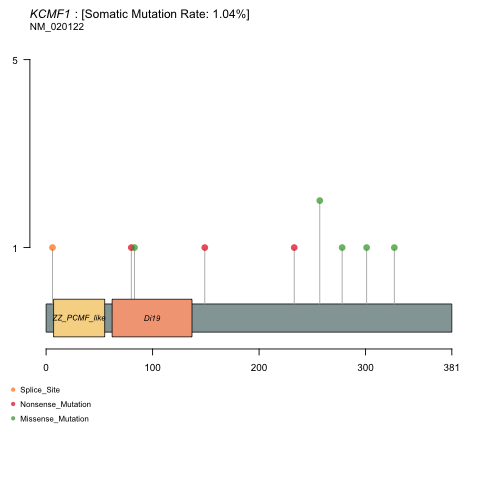 KCMF1 : [Somatic Mutation Rate: 1.04%]
NM_020122
5
1
ZZ_PCMF_like
Di19
0 100 200 300 381
Splice_Site
Nonsense_Mutation
Missense_Mutation